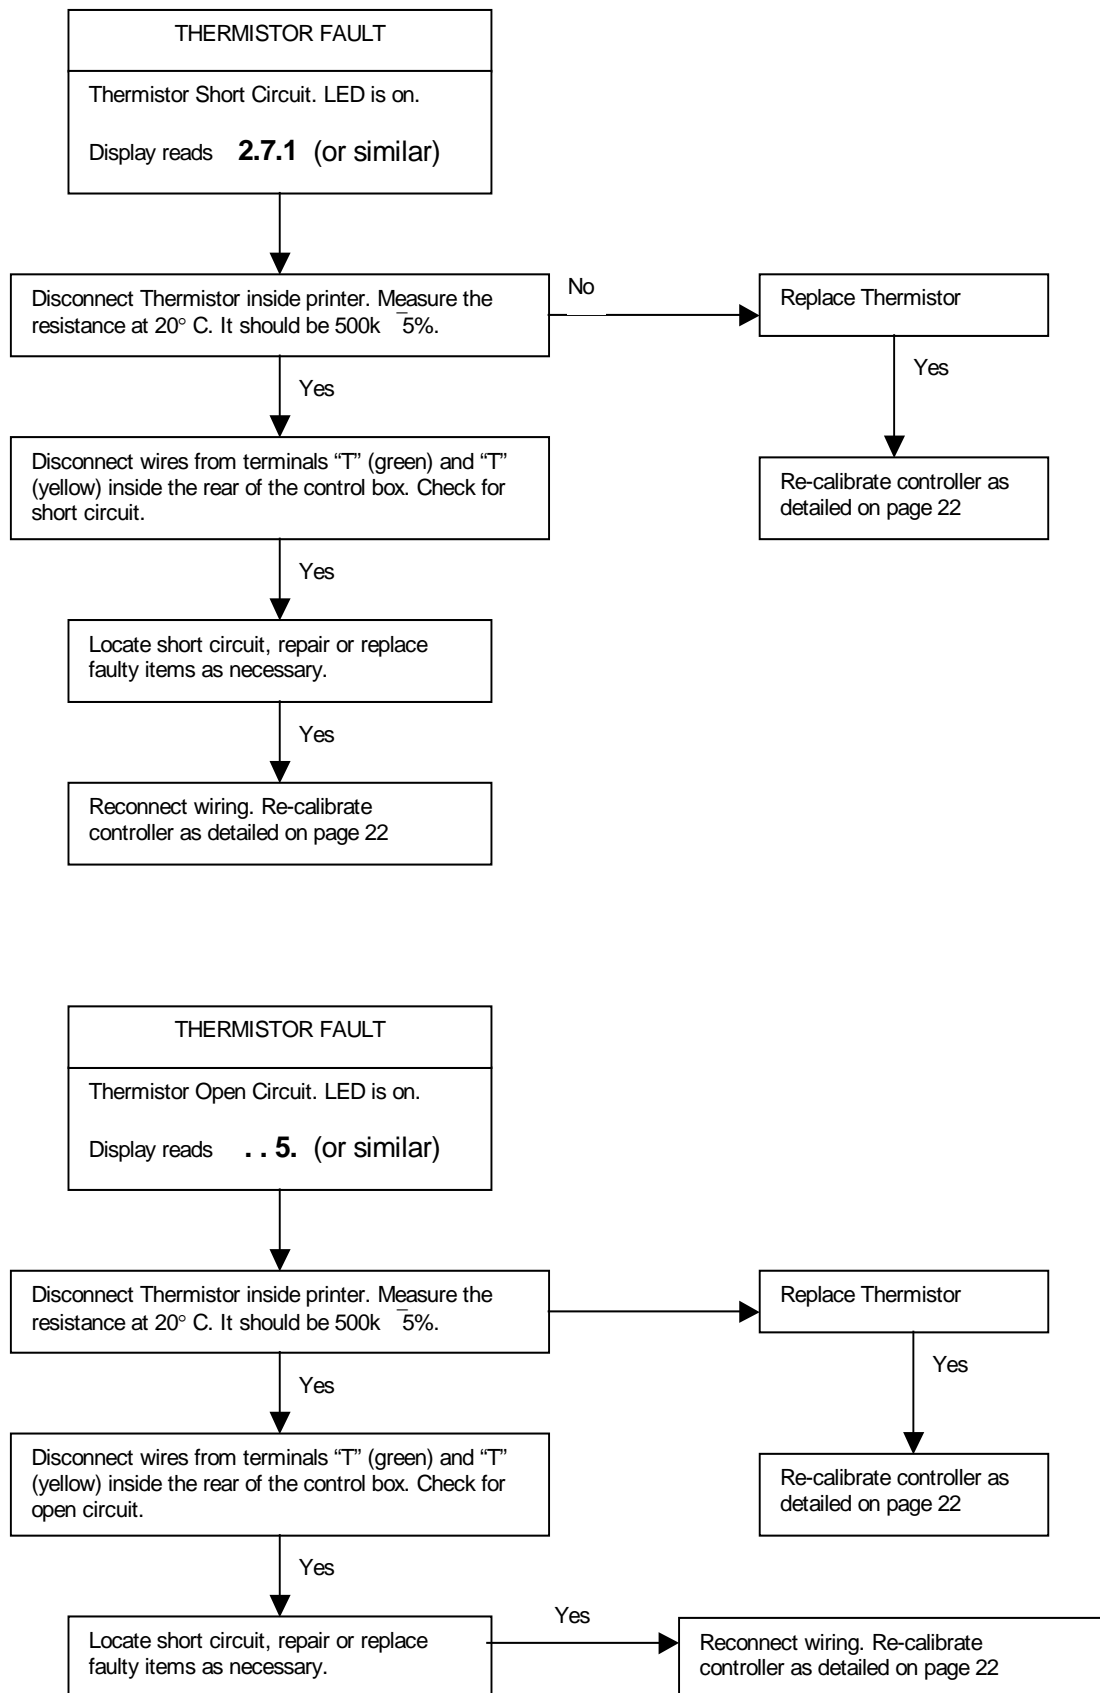 THERMISTOR FAULT
Thermistor Short Circuit. LED is on.
Display reads 2.7.1 (or similar)
Disconnect Thermistor inside printer. Measure the
resistance at 20° C. It should be 500k ¯5%.
No
Replace Thermistor
Yes
Yes
Disconnect wires from terminals “T” (green) and “T”
(yellow) inside the rear of the control box. Check for
short circuit.
Re-calibrate controller as
detailed on page 22
Yes
Locate short circuit, repair or replace
faulty items as necessary.
Yes
Reconnect wiring. Re-calibrate
controller as detailed on page 22
THERMISTOR FAULT
Thermistor Open Circuit. LED is on.
Display reads . . 5. (or similar)
Disconnect Thermistor inside printer. Measure the
resistance at 20° C. It should be 500k ¯5%.
Replace Thermistor
Yes
Yes
Disconnect wires from terminals “T” (green) and “T”
(yellow) inside the rear of the control box. Check for
open circuit.
Re-calibrate controller as
detailed on page 22
Yes
Locate short circuit, repair or replace
faulty items as necessary.
Yes
Reconnect wiring. Re-calibrate
controller as detailed on page 22